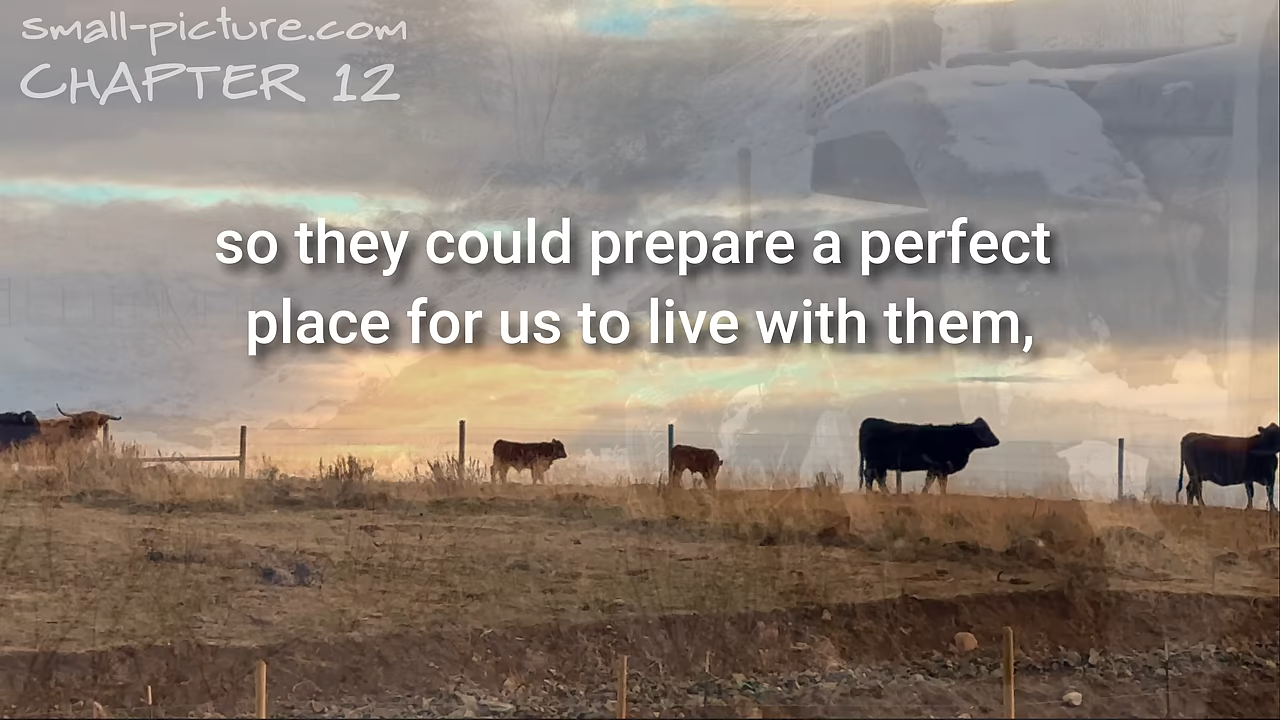 small-picture.com
CHAPTER 12
so they could prepare a perfect
place for us to live with them,